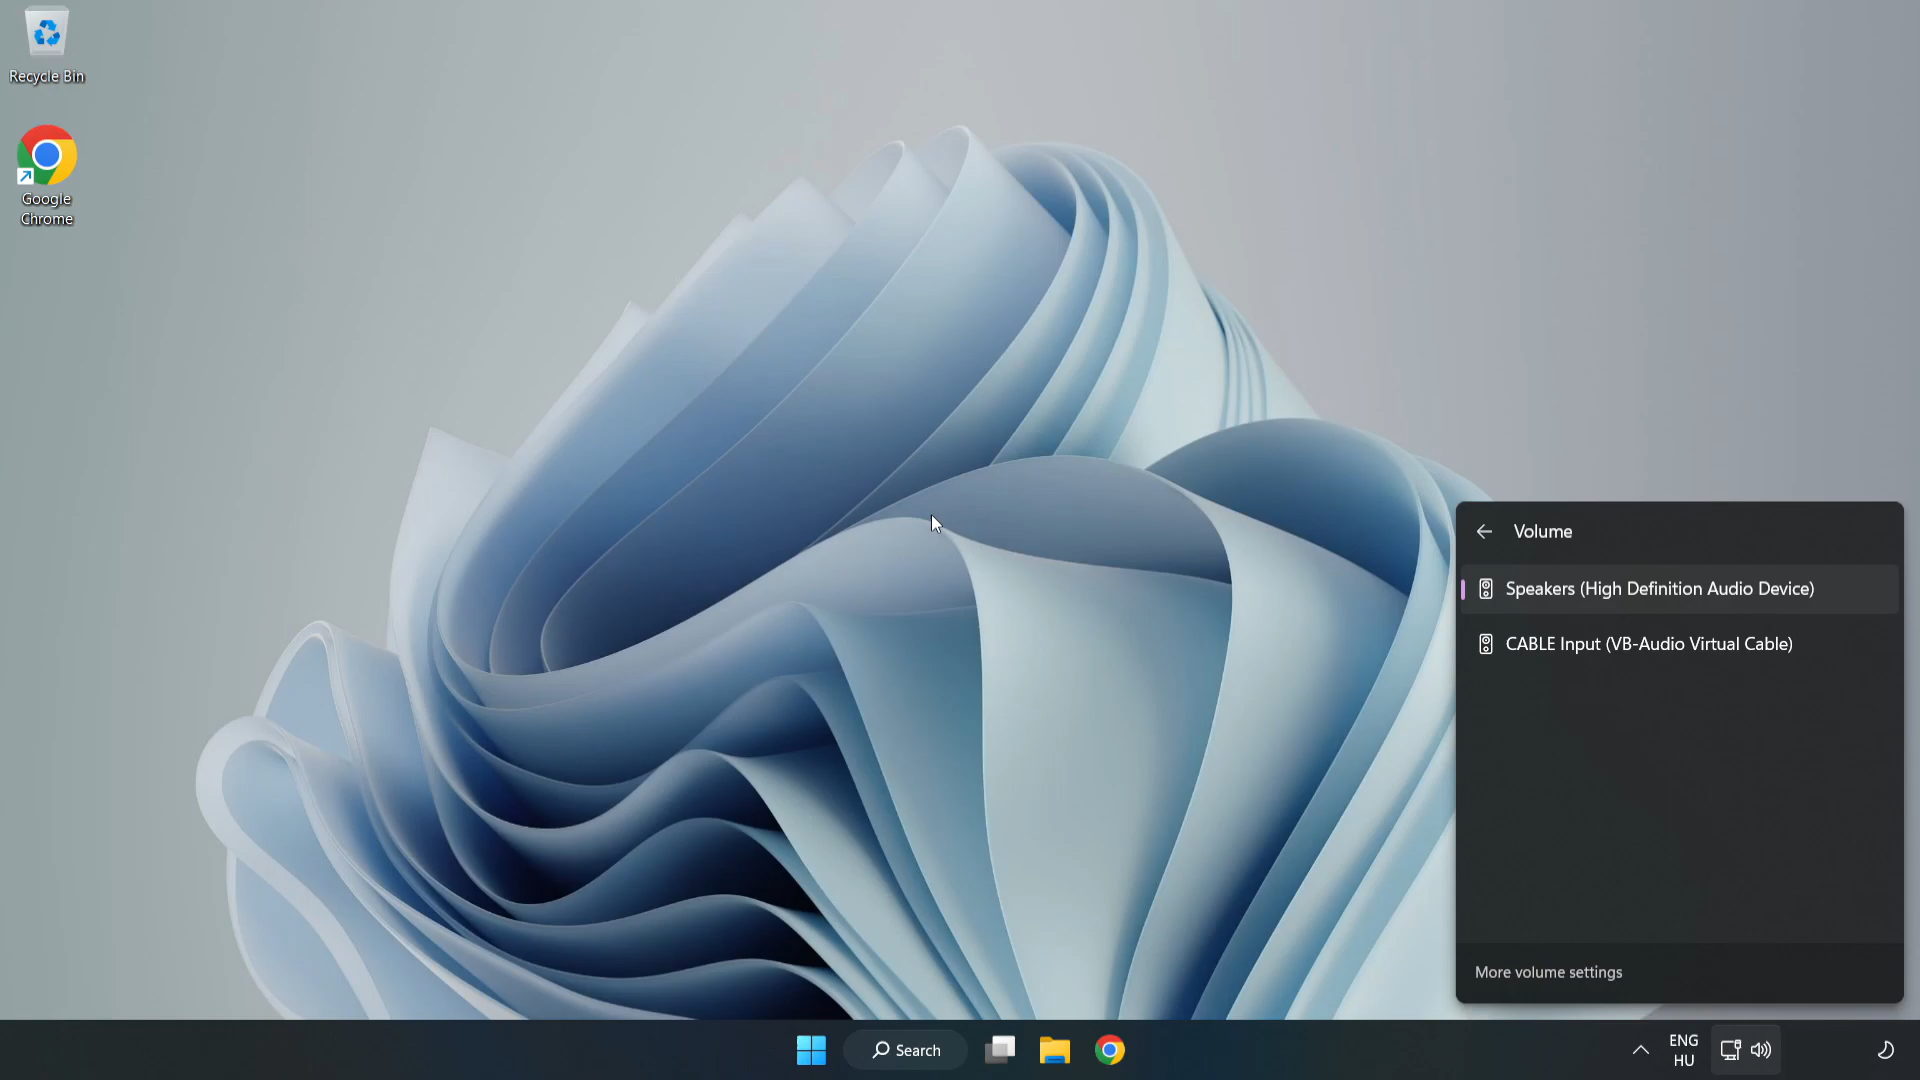 Recycle Bin
Google
Chrome
Volume
Speakers (High Definition Audio Device)
CABLE Input (VB-Audio Virtual Cable)
More volume settings
Search
ENG
HU